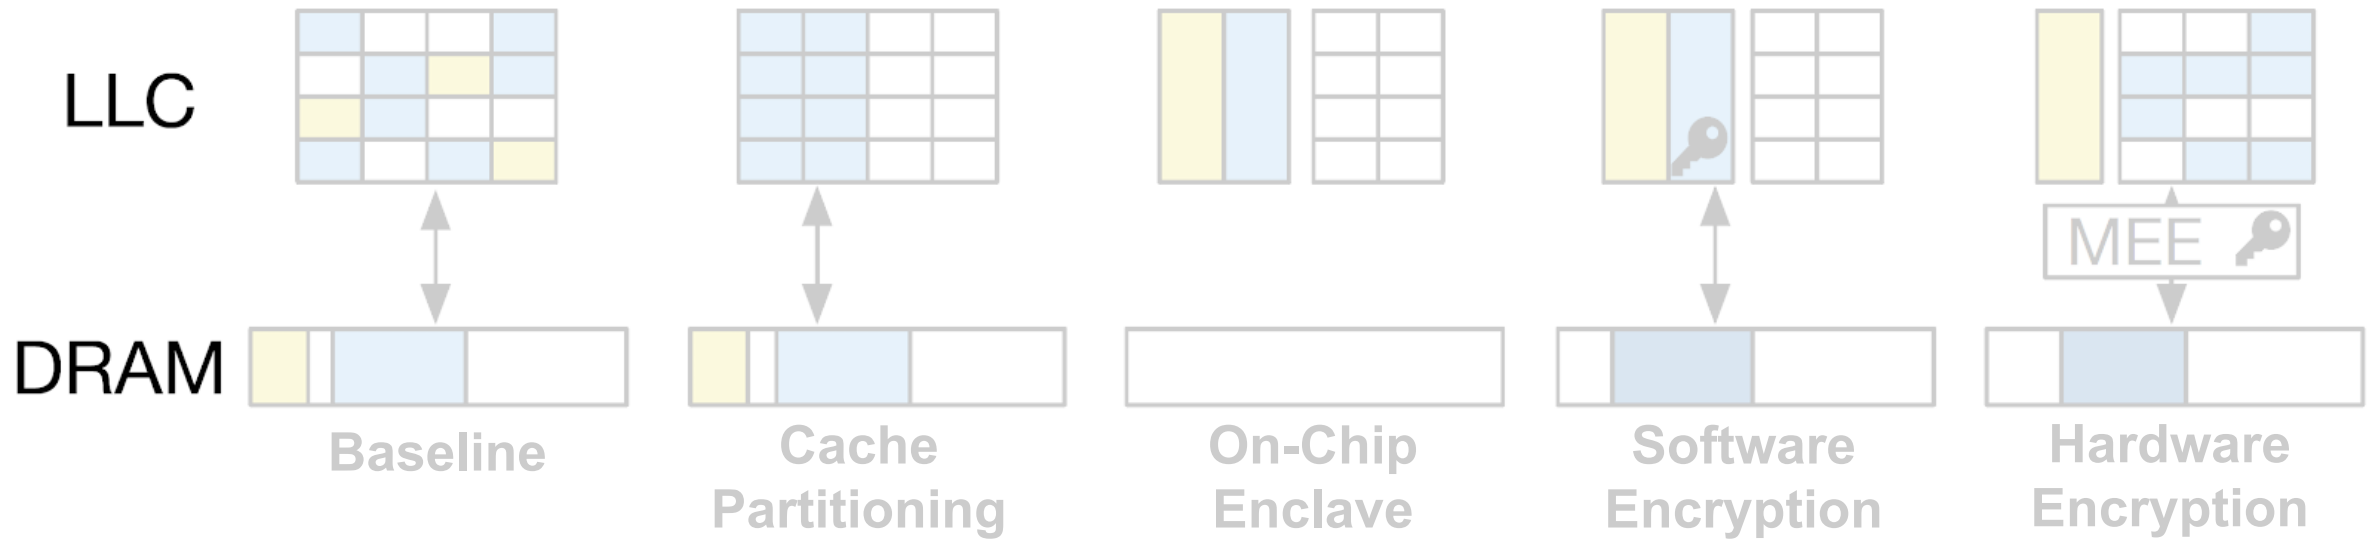 LLC
MEE
DRAM
Baseline
Cache
Partitioning
On-Chip
Enclave
Software
Encryption
Hardware
Encryption